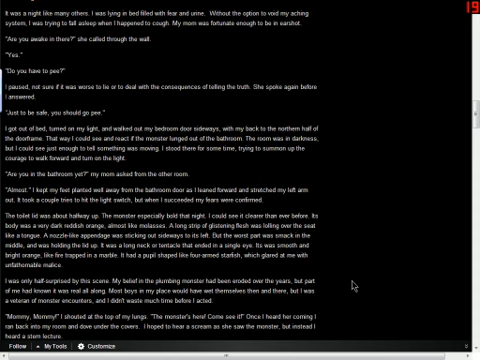 19
It was a night like many others. I was lying in bed filled with fear and urine. Without the option to void my aching
system, I was trying to fall asleep when I happened to cough. My mom was fortunate enough to be in earshot.
"Are you awake in there?" she called through the wall.
"Yes."
"Do you have to pee?"
I paused, not sure if it was worse to lie or to deal with the consequences of telling the truth. She spoke again before
I answered.
"Just to be safe, you should go pee."
I got out of bed, turned on my light, and walked out my bedroom door sideways, with my back to the northern half of
the doorframe. That way I could see and react if the monster lunged out of the bathroom. The room was in darkness,
but I could see just enough to tell something was moving. I stood there for some time, trying to summon up the
courage to walk forward and turn on the light.
"Are you in the bathroom yet?" my mom asked from the other room.
"Almost." I kept my feet planted well away from the bathroom door as I leaned forward and stretched my left arm
out. It took a couple tries to hit the light switch, but when I succeeded my fears were confirmed.
The toilet lid was about halfway up. The monster especially bold that night. I could see it clearer than ever before. Its
body was a very dark reddish orange, almost like molasses. A long strip of glistening flesh was lolling over the seat
like a tongue. A nozzle-like appendage was sticking out sideways to its left. But the worst part was smack in the
middle, and was holding the lid up. It was a long neck or tentacle that ended in a single eye. Its was smooth and
bright orange, like fire trapped in a marble. It had a pupil shaped like four-armed starfish, which glared at me with
unfathomable malice.
I was only half-surprised by this scene. My belief in the plumbing monster had been eroded over the years, but part
of me had known it was real all along. Most boys in my place would have wet themselves then and there, but I was
a veteran of monster encounters, and I didn't waste much time before I acted.
"Mommy, Mommy!" I shouted at the top of my lungs. "The monster's here! Come see it!" Once I heard her coming I
ran back into my room and dove under the covers. I hoped to hear a scream as she saw the monster, but instead I
heard a stern lecture.
Follow My Tools Customize